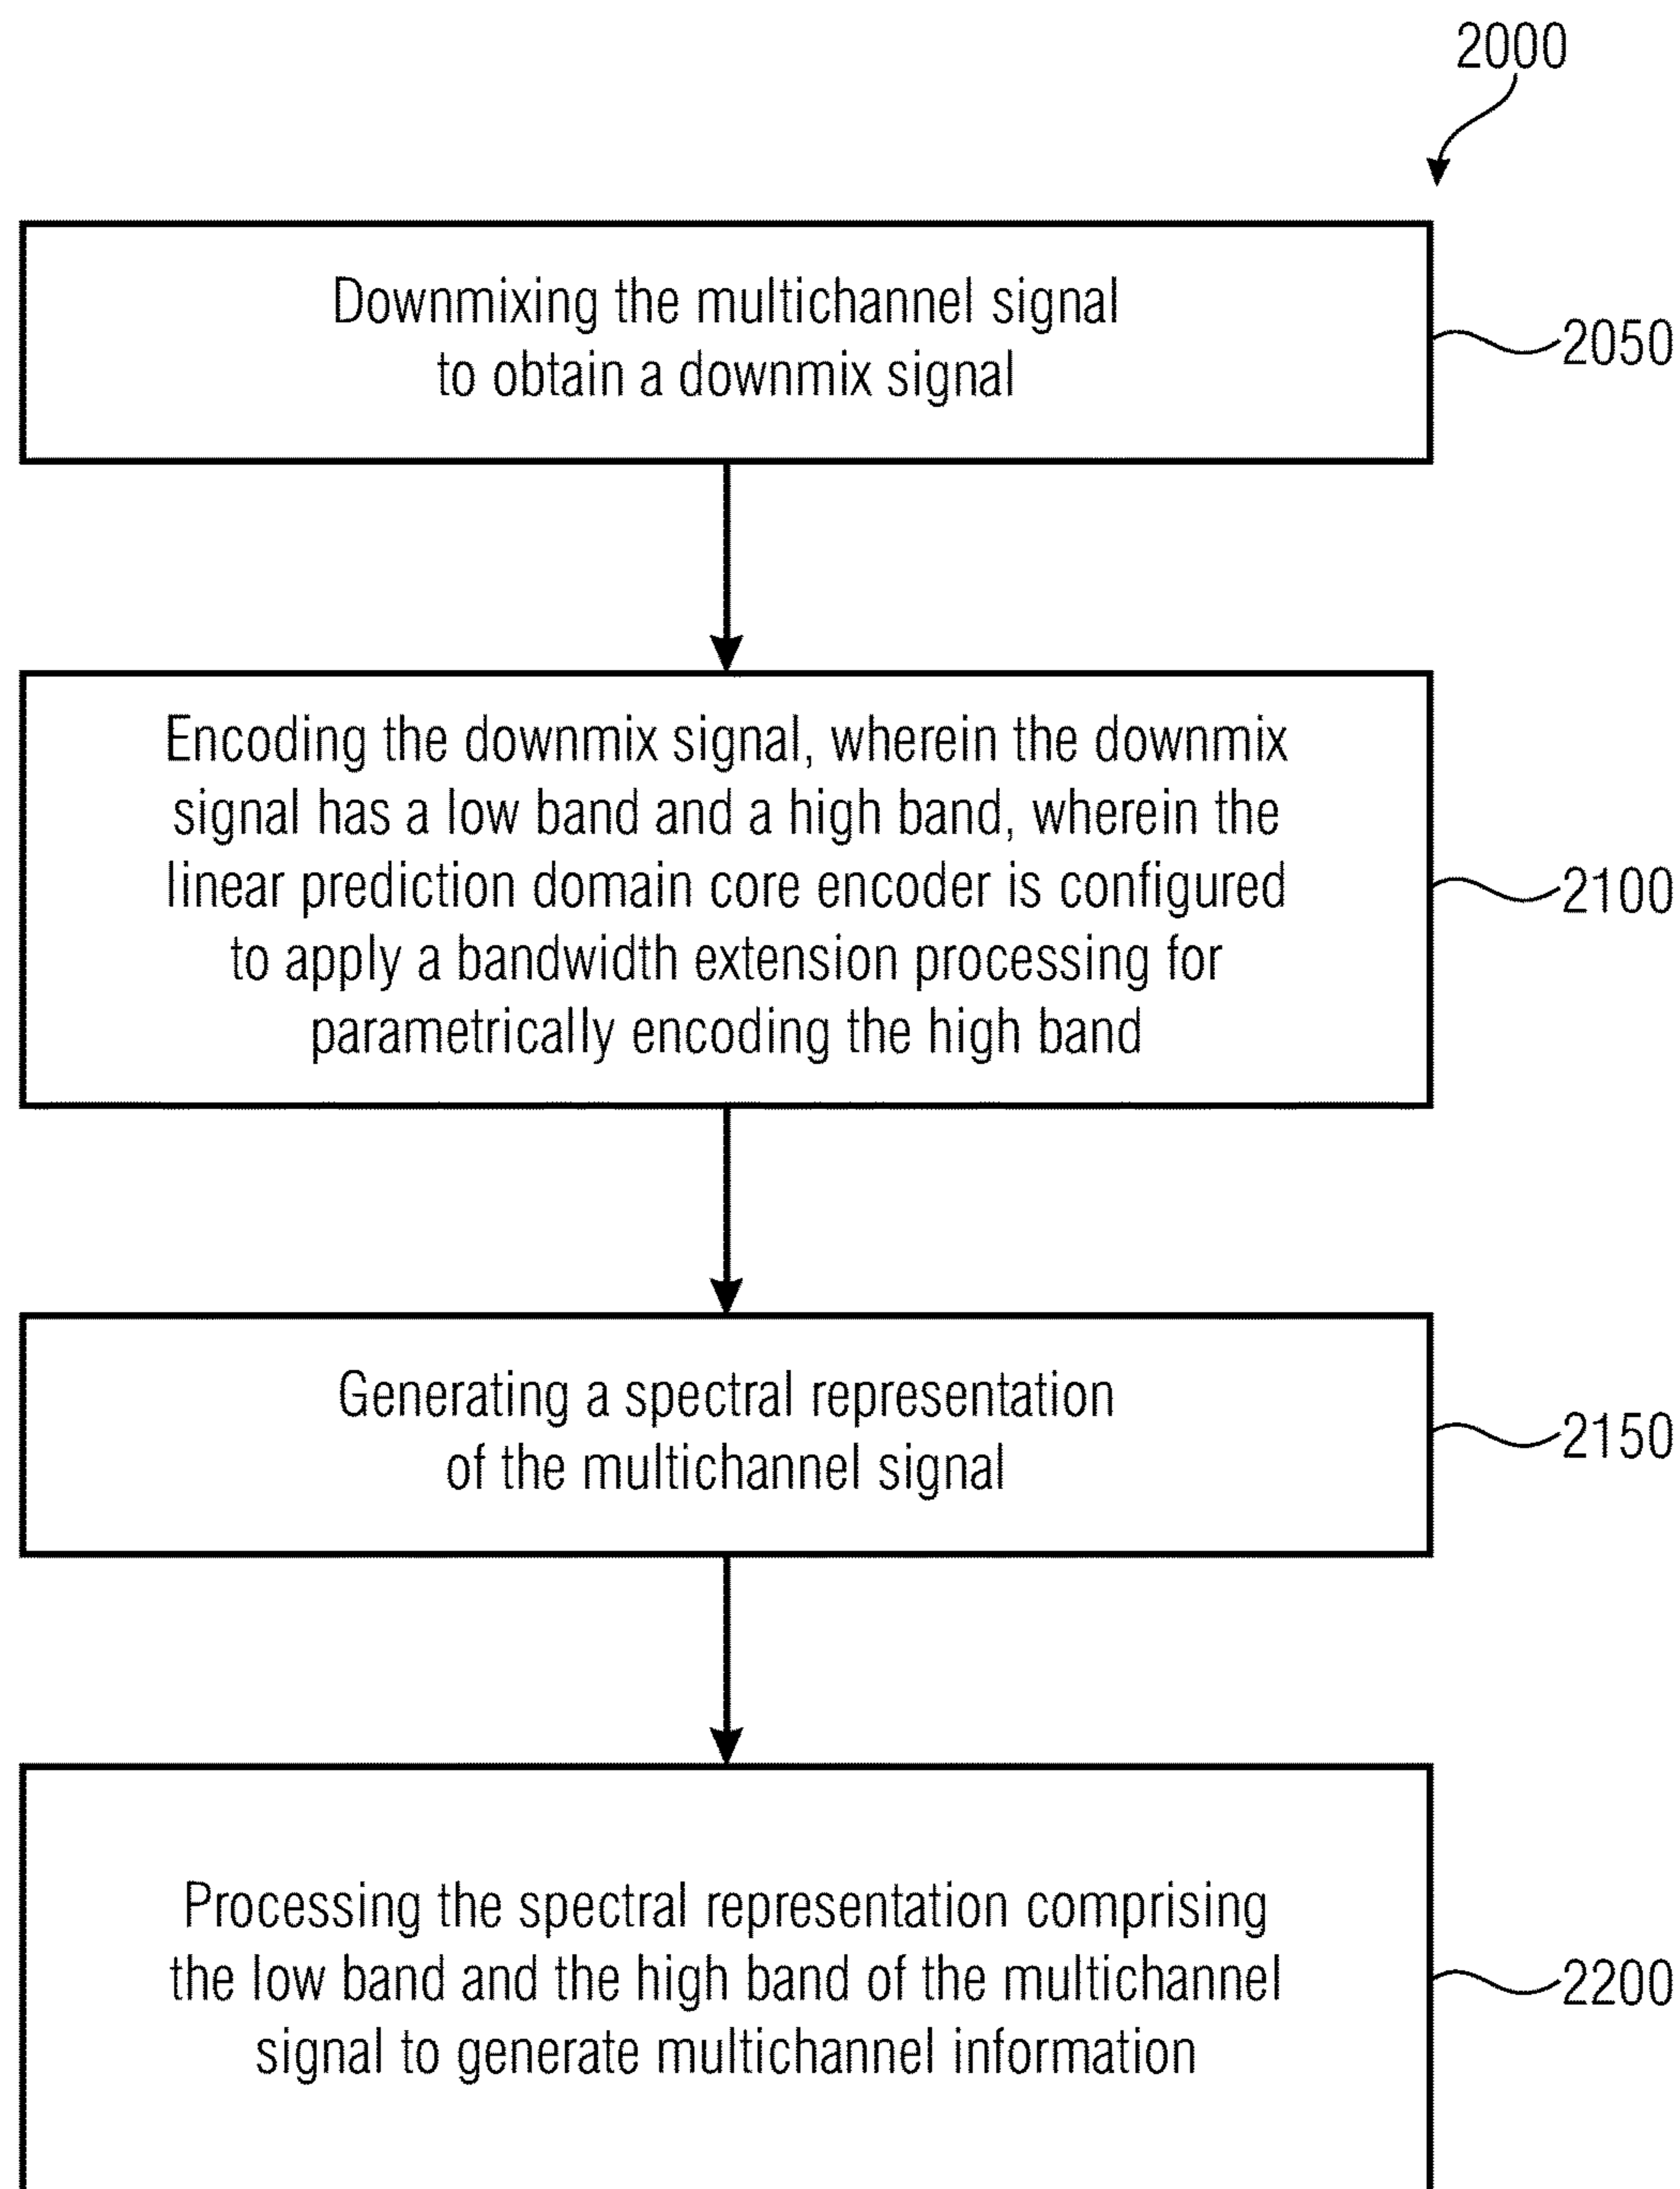 2000
Downmixing the multichannel signal
to obtain a downmix signal
2050
Encoding the downmix signal, wherein the downmix
signal has a low band and a high band, wherein the
linear prediction domain core encoder is configured
to apply a bandwidth extension processing for
parametrically encoding the high band
2100
Generating a spectral representation
of the multichannel signal
2150
Processing the spectral representation comprising
the low band and the high band of the multichannel
signal to generate multichannel information
2200